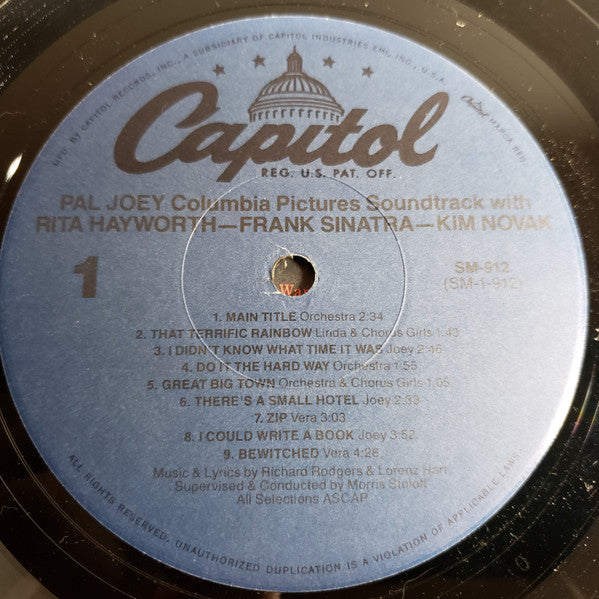 MFD. BY CAPITOL RECORDS, INC., A SUBSIDIARY OF CAPITOL INDUSTRIES EMI, INC., U.S.A.
Capitol MARCA REG.
Capitol
REG. U.S. PAT. OFF.
PAL JOEY Columbia Pictures Soundtrack with
RITA HAYWORTH—FRANK SINATRA—KIM NOVAK
1
SM-912
(SM-1-912)
1. MAIN TITLE Orchestra 2:34
2. THAT TERRIFIC RAINBOW Linda & Chorus Girls 1:43
3. I DIDN'T KNOW WHAT TIME IT WAS Joey 2:46
4. DO IT THE HARD WAY Orchestra 1:55
5. GREAT BIG TOWN Orchestra & Chorus Girls 1:05
6. THERE'S A SMALL HOTEL Joey 2:33
7. ZIP Vera 3:03
8. I COULD WRITE A BOOK Joey 3:52
9. BEWITCHED Vera 4:26
Music & Lyrics by Richard Rodgers & Lorenz Hart
Supervised & Conducted by Morris Stoloff
All Selections ASCAP
ALL RIGHTS RESERVED. UNAUTHORIZED DUPLICATION IS A VIOLATION OF APPLICABLE LAWS.